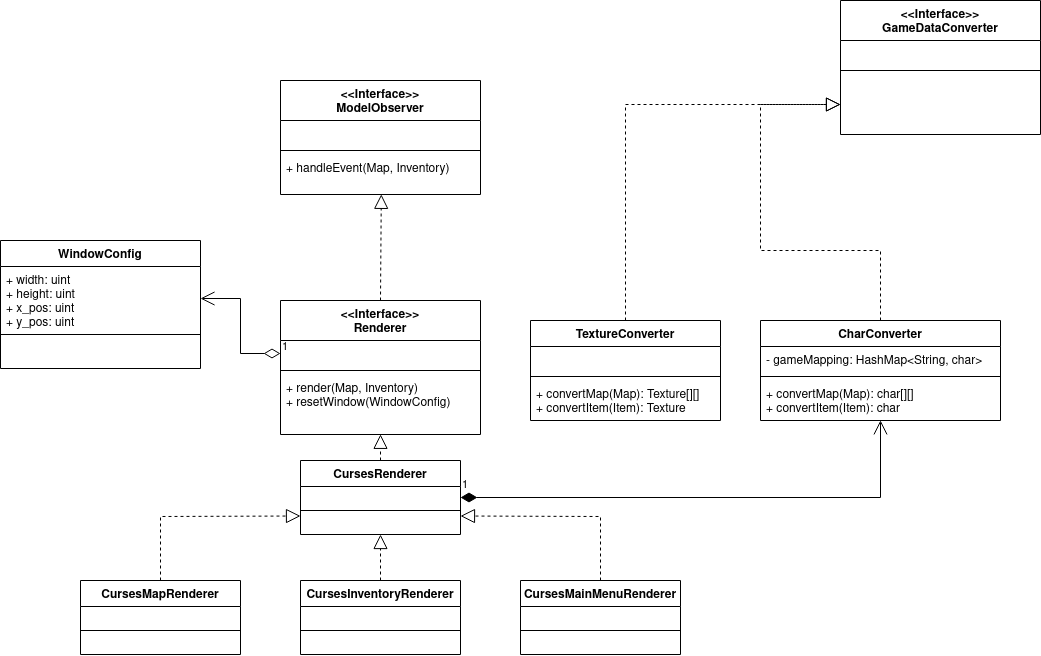 <<Interface>>
GameDataConverter
<<Interface>>
ModelObserver
+ handleEvent(Map, Inventory)
WindowConfig
+ width: uint
+ height: uint
+ x_pos: uint
+ y_pos: uint
<<Interface>>
Renderer
1
+ render(Map, Inventory)
+ resetWindow(WindowConfig)
TextureConverter
+ convertMap(Map): Texture[][]
+ convertItem(Item): Texture
CharConverter
- gameMapping: HashMap<String, char>
+ convertMap(Map): char[][]
+ convertItem(Item): char
CursesRenderer
1
CursesMapRenderer
CursesInventoryRenderer
CursesMainMenuRenderer